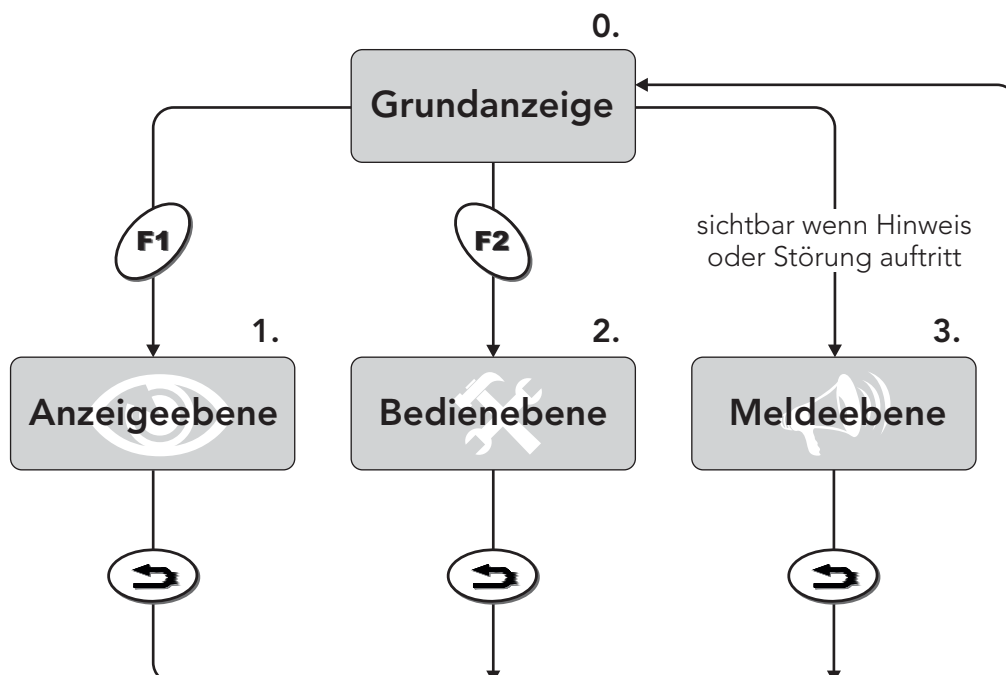 0.
Grundanzeige
F1
F2
sichtbar wenn Hinweis
oder Störung auftritt
1.
2.
3.
Anzeigeebene
Bedienebene
Meldeebene